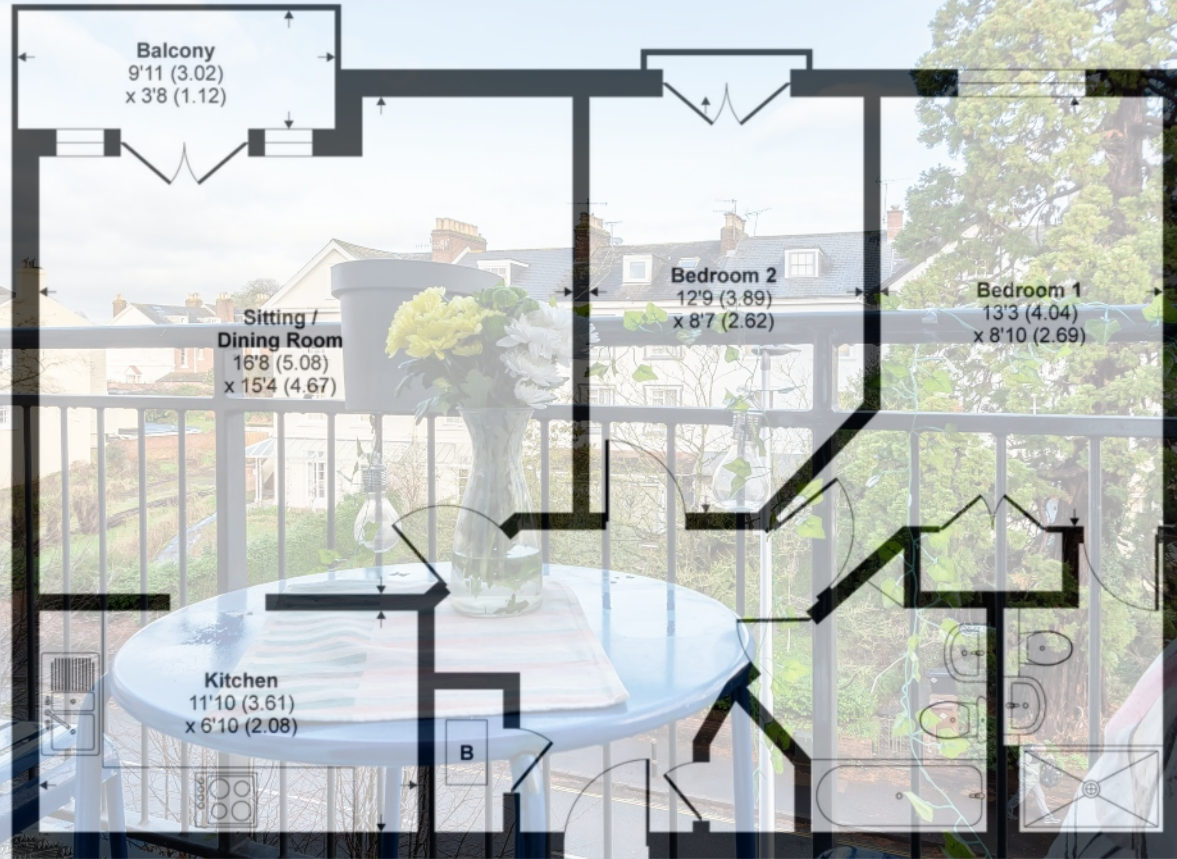 Balcony
9'11 (3.02)
x 3'8 (1.12)
Sitting /
Dining Room
16'8 (5.08)
x 15'4 (4.67)
Bedroom 2
12'9 (3.89)
x 8'7 (2.62)
Bedroom 1
13'3 (4.04)
x 8'10 (2.69)
Kitchen
11'10 (3.61)
x 6'10 (2.08)
B